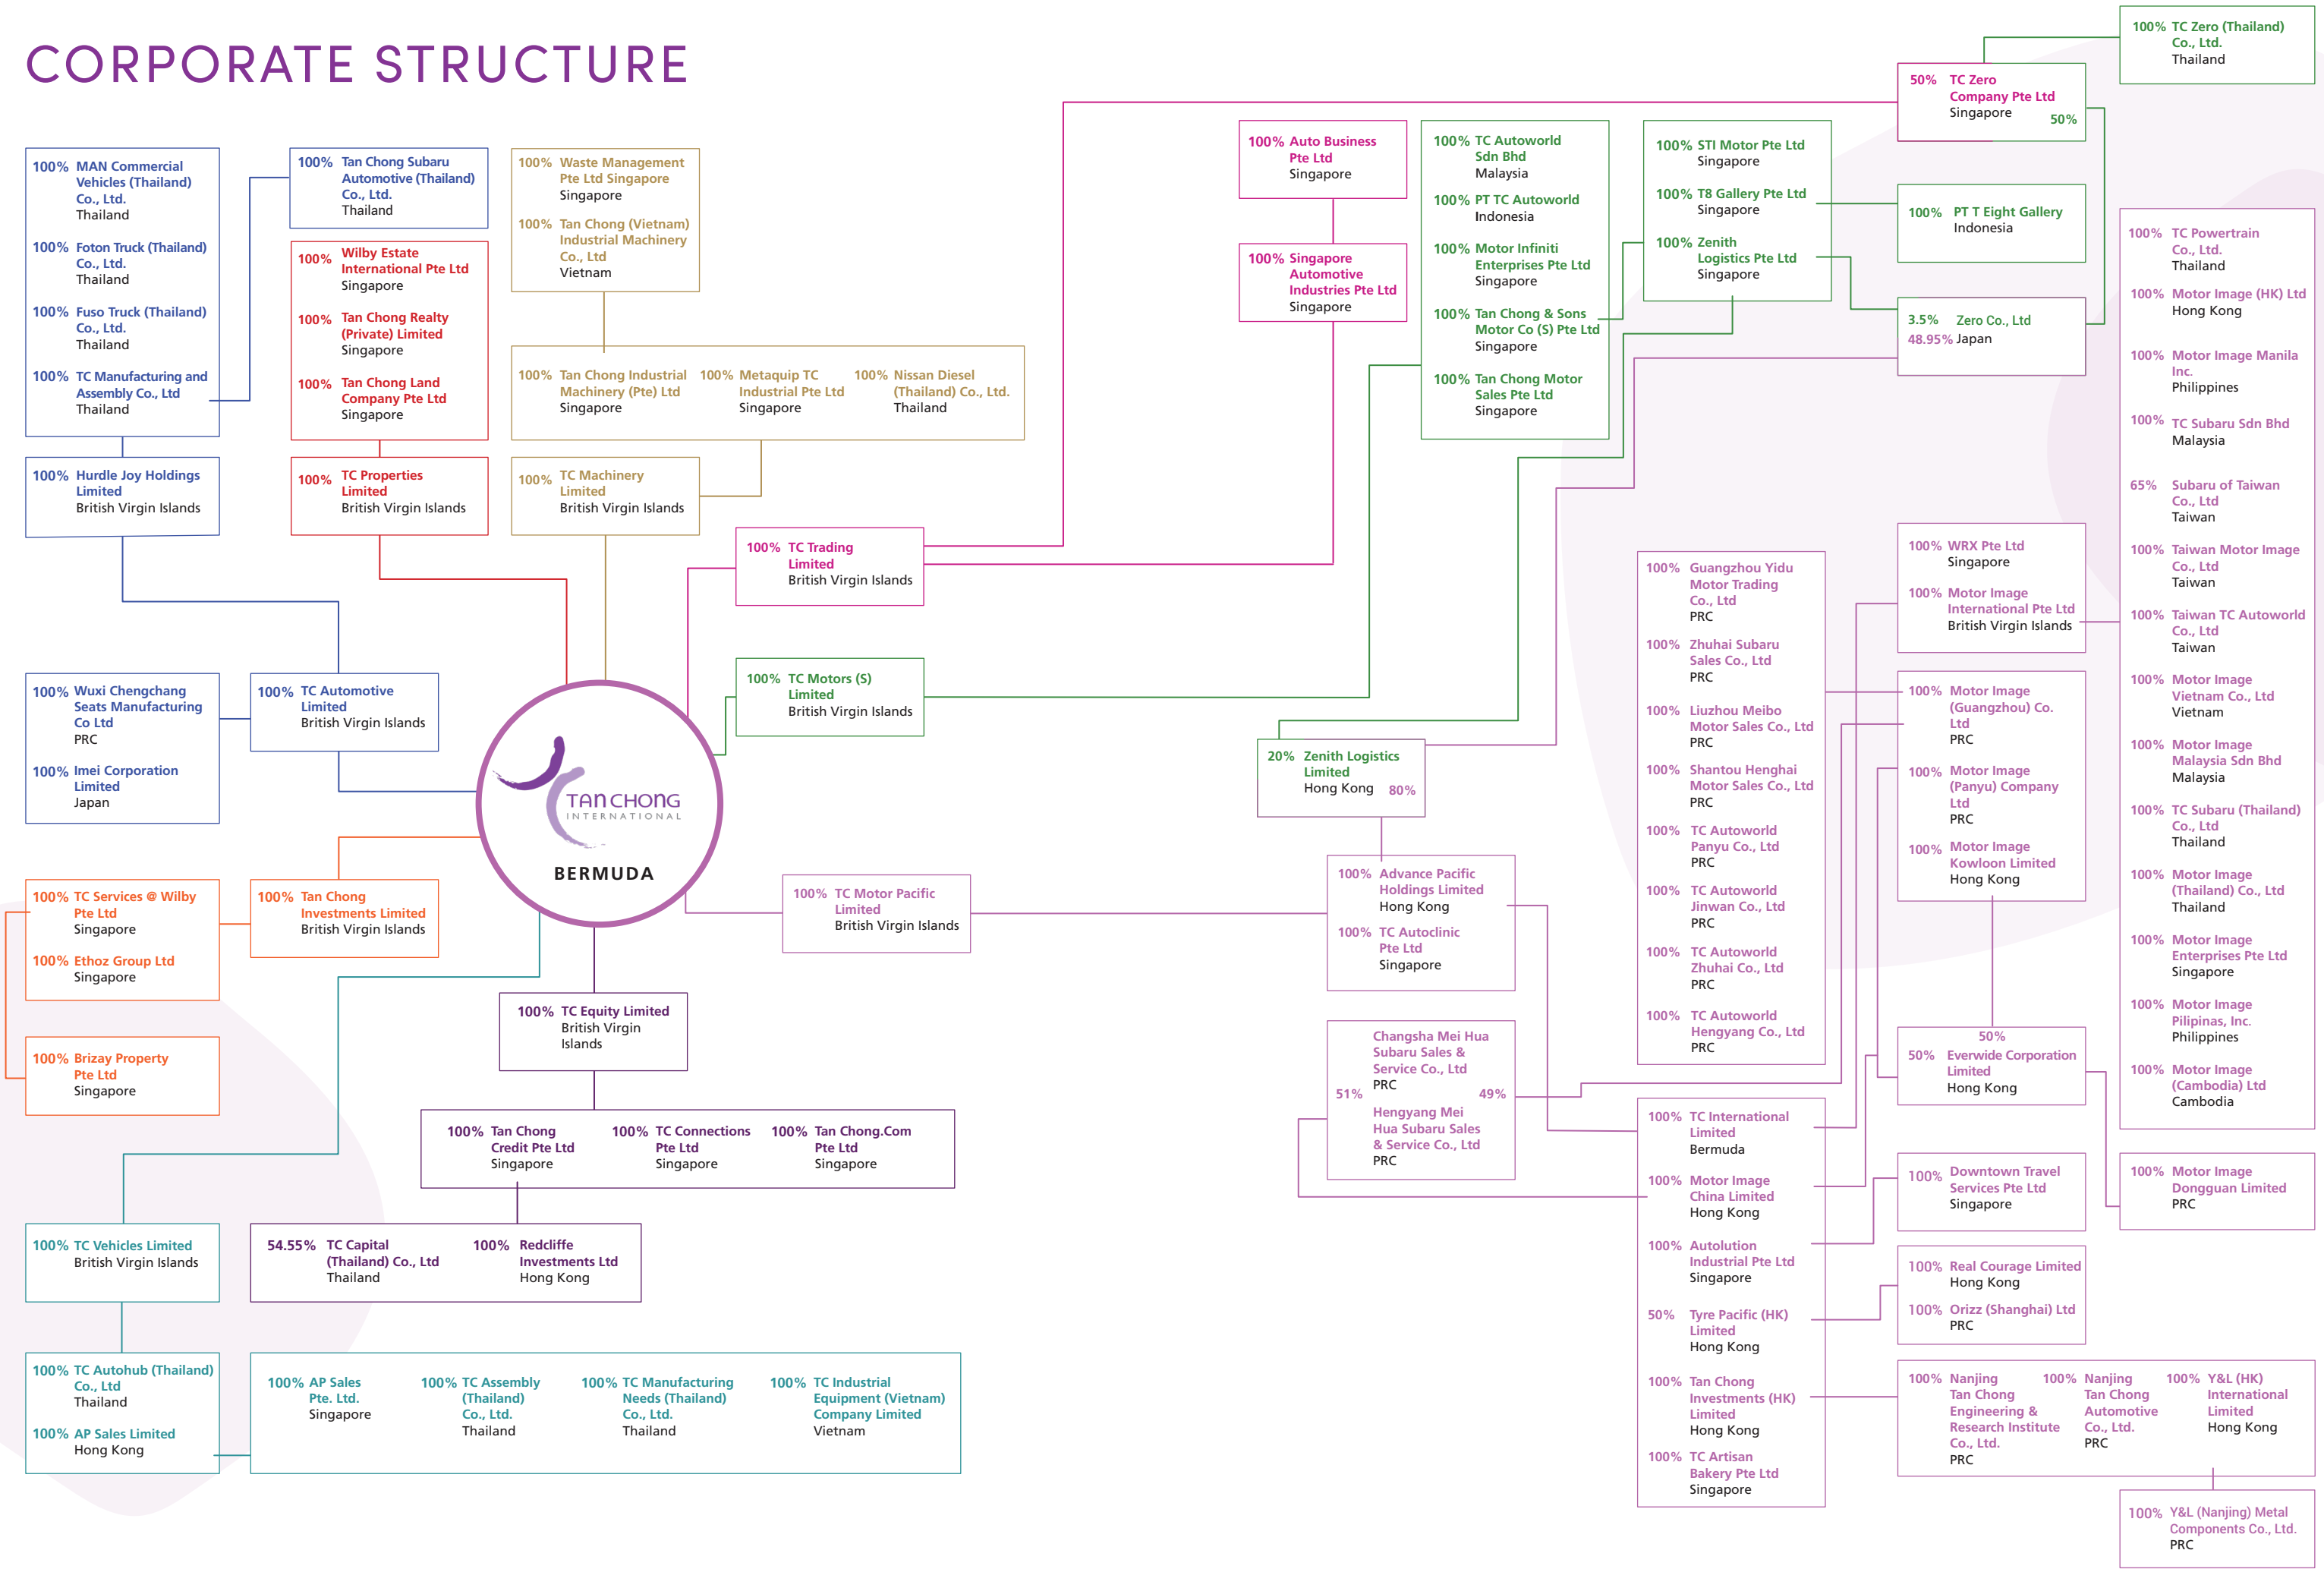 CORPORATE STRUCTURE
100% MAN Commercial
Vehicles (Thailand)
Co., Ltd.
Thailand
100% Foton Truck (Thailand)
Co., Ltd.
Thailand
100% Fuso Truck (Thailand)
Co., Ltd.
Thailand
100% TC Manufacturing and
Assembly Co., Ltd
Thailand
100% Tan Chong Subaru
Automotive (Thailand)
Co., Ltd.
Thailand
100% Wilby Estate
International Pte Ltd
Singapore
100% Tan Chong Realty
(Private) Limited
Singapore
100% Tan Chong Land
Company Pte Ltd
Singapore
100% Waste Management
Pte Ltd Singapore
Singapore
100% Tan Chong (Vietnam)
Industrial Machinery
Co., Ltd
Vietnam
100% Tan Chong Industrial
Machinery (Pte) Ltd
Singapore
100% Metaquip TC
Industrial Pte Ltd
Singapore
100% Nissan Diesel
(Thailand) Co., Ltd.
Thailand
100% Hurdle Joy Holdings
Limited
British Virgin Islands
100% TC Properties
Limited
British Virgin Islands
100% TC Machinery
Limited
British Virgin Islands
100% TC Trading
Limited
British Virgin Islands
100% TC Motors (S)
Limited
British Virgin Islands
100% Wuxi Chengchang
Seats Manufacturing
Co Ltd
PRC
100% Imei Corporation
Limited
Japan
100% TC Automotive
Limited
British Virgin Islands
TAN CHONG
INTERNATIONAL
BERMUDA
100% TC Services @ Wilby
Pte Ltd
Singapore
100% Ethoz Group Ltd
Singapore
100% Tan Chong
Investments Limited
British Virgin Islands
100% Brizay Property
Pte Ltd
Singapore
100% TC Motor Pacific
Limited
British Virgin Islands
100% TC Equity Limited
British Virgin
Islands
100% Tan Chong
Credit Pte Ltd
Singapore
100% TC Connections
Pte Ltd
Singapore
100% Tan Chong.Com
Pte Ltd
Singapore
54.55% TC Capital
(Thailand) Co., Ltd
Thailand
100% Redcliffe
Investments Ltd
Hong Kong
100% TC Vehicles Limited
British Virgin Islands
100% TC Autohub (Thailand)
Co., Ltd
Thailand
100% AP Sales Limited
Hong Kong
100% AP Sales
Pte. Ltd.
Singapore
100% TC Assembly
(Thailand)
Co., Ltd.
Thailand
100% TC Manufacturing
Needs (Thailand)
Co., Ltd.
Thailand
100% TC Industrial
Equipment (Vietnam)
Company Limited
Vietnam
100% Auto Business
Pte Ltd
Singapore
100% Singapore
Automotive
Industries Pte Ltd
Singapore
100% TC Autoworld
Sdn Bhd
Malaysia
100% PT TC Autoworld
Indonesia
100% Motor Infiniti
Enterprises Pte Ltd
Singapore
100% Tan Chong & Sons
Motor Co (S) Pte Ltd
Singapore
100% Tan Chong Motor
Sales Pte Ltd
Singapore
100% STI Motor Pte Ltd
Singapore
100% T8 Gallery Pte Ltd
Singapore
100% Zenith
Logistics Pte Ltd
Singapore
50% TC Zero
Company Pte Ltd
Singapore
50%
100% TC Zero (Thailand)
Co., Ltd.
Thailand
100% PT T Eight Gallery
Indonesia
3.5% Zero Co., Ltd
48.95% Japan
20% Zenith Logistics
Limited
Hong Kong 80%
100% Advance Pacific
Holdings Limited
Hong Kong
100% TC Autoclinic
Pte Ltd
Singapore
Changsha Mei Hua
Subaru Sales &
Service Co., Ltd
PRC
51% 49%
Hengyang Mei
Hua Subaru Sales
& Service Co., Ltd
PRC
100% Guangzhou Yidu
Motor Trading
Co., Ltd
PRC
100% Zhuhai Subaru
Sales Co., Ltd
PRC
100% Liuzhou Meibo
Motor Sales Co., Ltd
PRC
100% Shantou Henghai
Motor Sales Co., Ltd
PRC
100% TC Autoworld
Panyu Co., Ltd
PRC
100% TC Autoworld
Jinwan Co., Ltd
PRC
100% TC Autoworld
Zhuhai Co., Ltd
PRC
100% TC Autoworld
Hengyang Co., Ltd
PRC
100% TC International
Limited
Bermuda
100% Motor Image
China Limited
Hong Kong
100% Autolution
Industrial Pte Ltd
Singapore
50% Tyre Pacific (HK)
Limited
Hong Kong
100% Tan Chong
Investments (HK)
Limited
Hong Kong
100% TC Artisan
Bakery Pte Ltd
Singapore
100% WRX Pte Ltd
Singapore
100% Motor Image
International Pte Ltd
British Virgin Islands
100% Motor Image
(Guangzhou) Co.
Ltd
PRC
100% Motor Image
(Panyu) Company
Ltd
PRC
100% Motor Image
Kowloon Limited
Hong Kong
50%
50% Everwide Corporation
Limited
Hong Kong
100% Downtown Travel
Services Pte Ltd
Singapore
100% Real Courage Limited
Hong Kong
100% Orizz (Shanghai) Ltd
PRC
100% Nanjing
Tan Chong
Engineering &
Research Institute
Co., Ltd.
PRC
100% Nanjing
Tan Chong
Automotive
Co., Ltd.
PRC
100% Y&L (HK)
International
Limited
Hong Kong
100% Y&L (Nanjing) Metal
Components Co., Ltd.
PRC
100% TC Powertrain
Co., Ltd.
Thailand
100% Motor Image (HK) Ltd
Hong Kong
100% Motor Image Manila
Inc.
Philippines
100% TC Subaru Sdn Bhd
Malaysia
65% Subaru of Taiwan
Co., Ltd
Taiwan
100% Taiwan Motor Image
Co., Ltd
Taiwan
100% Taiwan TC Autoworld
Co., Ltd
Taiwan
100% Motor Image
Vietnam Co., Ltd
Vietnam
100% Motor Image
Malaysia Sdn Bhd
Malaysia
100% TC Subaru (Thailand)
Co., Ltd
Thailand
100% Motor Image
(Thailand) Co., Ltd
Thailand
100% Motor Image
Enterprises Pte Ltd
Singapore
100% Motor Image
Pilipinas, Inc.
Philippines
100% Motor Image
(Cambodia) Ltd
Cambodia
100% Motor Image
Dongguan Limited
PRC